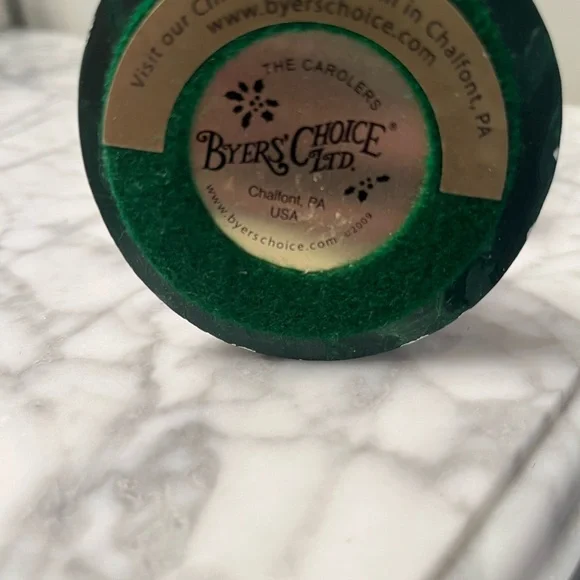 Visit our Ch in Chalfont, PA
www.byerschoice.com
THE CAROLERS
BYERS' CHOICE®
LTD.
Chalfont, PA
USA
www.byerschoice.com ©2009